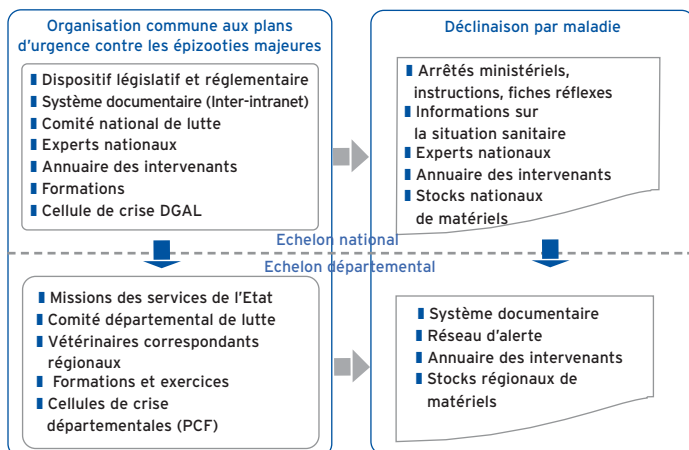 Organisation commune aux plans
d'urgence contre les épizooties majeures
Dispositif législatif et réglementaire
Système documentaire (Inter-intranet)
Comité national de lutte
Experts nationaux
Annuaire des intervenants
Formations
Cellule de crise DGAL
Déclinaison par maladie
Arrêtés ministériels,
instructions, fiches réflexes
Informations sur
la situation sanitaire
Experts nationaux
Annuaire des intervenants
Stocks nationaux
de matériels
Echelon national
Echelon départemental
Missions des services de l'Etat
Comité départemental de lutte
Vétérinaires correspondants
régionaux
Formations et exercices
Cellules de crise
départementales (PCF)
Système documentaire
Réseau d'alerte
Annuaire des intervenants
Stocks régionaux de
matériels